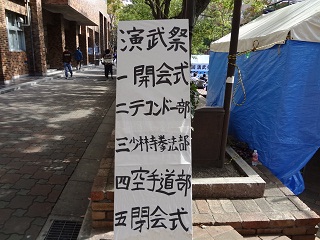 演武祭
一開会式
二テコンドー部
三少林寺拳法部
四空手道部
五閉会式